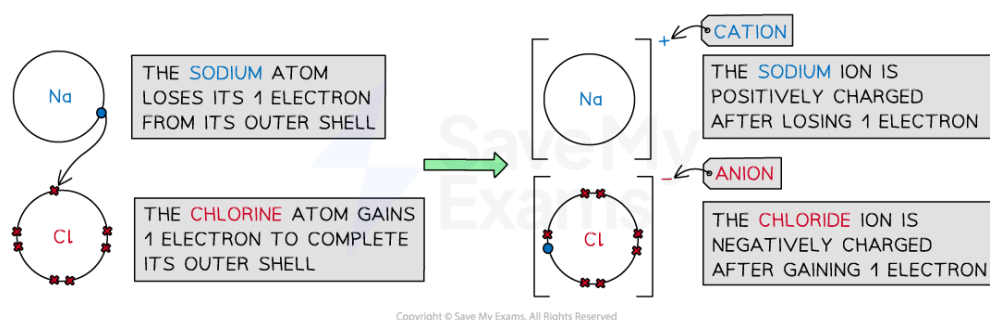 Na
THE SODIUM ATOM
LOSES ITS 1 ELECTRON
FROM ITS OUTER SHELL
Cl
THE CHLORINE ATOM GAINS
1 ELECTRON TO COMPLETE
ITS OUTER SHELL
Na
+
CATION
THE SODIUM ION IS
POSITIVELY CHARGED
AFTER LOSING 1 ELECTRON
Cl
–
ANION
THE CHLORIDE ION IS
NEGATIVELY CHARGED
AFTER GAINING 1 ELECTRON
SaveMy
Exams
Copyright © Save My Exams. All Rights Reserved